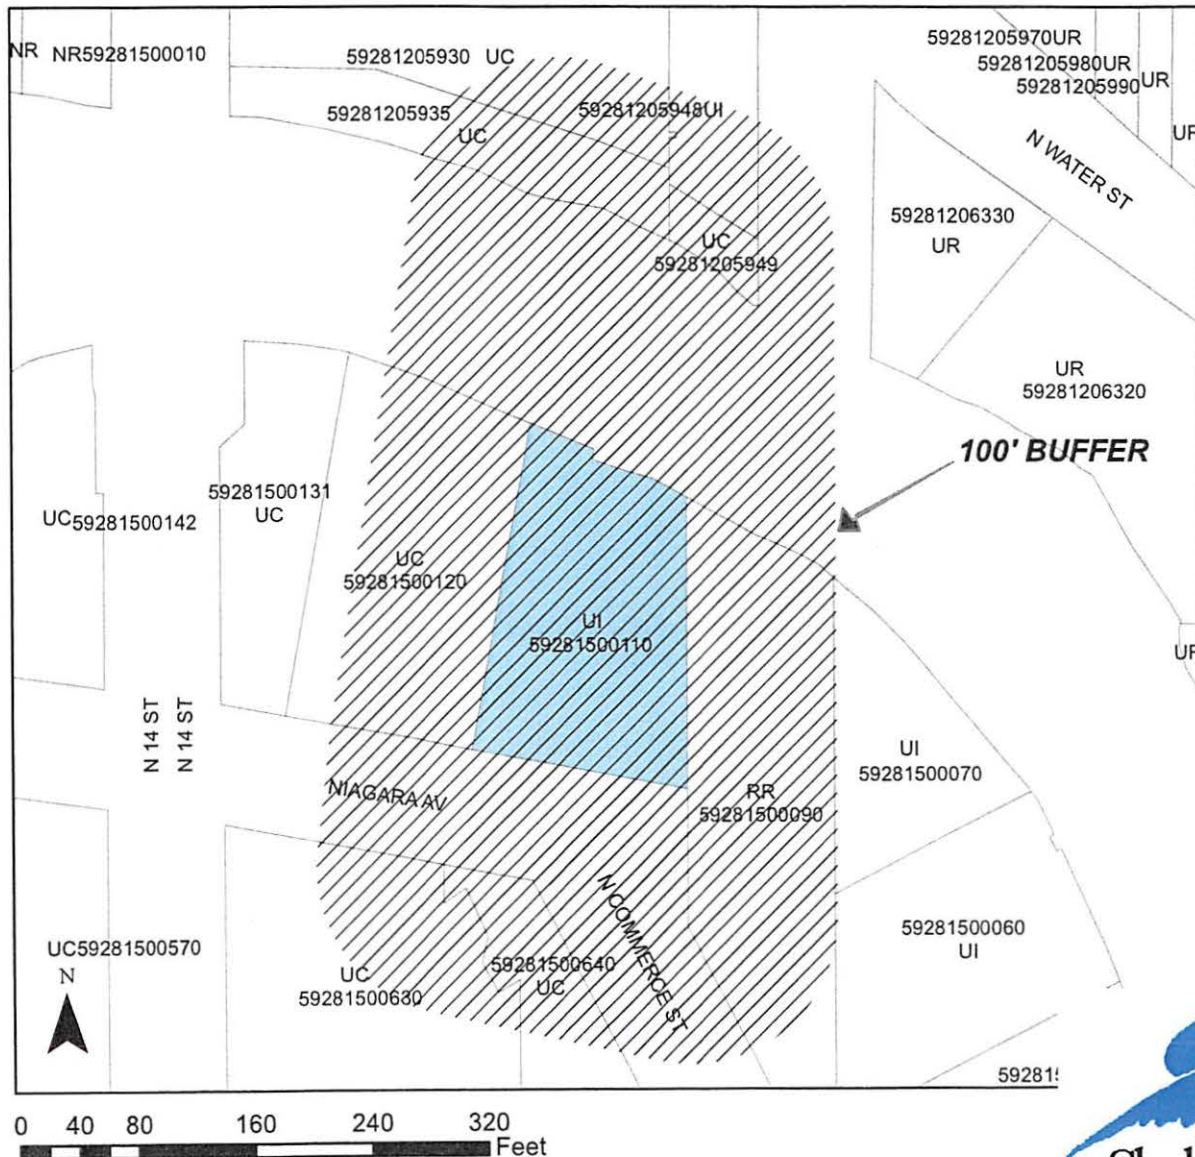 NR
NR59281500010
59281205930 UC
59281205970UR
59281205980UR
59281205990UR
59281205935
UC
59281205948UI
N WATER ST
59281206330
UR
UC
59281205949
UR
59281206320
100' BUFFER
59281500131
UC
UC59281500142
UC
59281500120
UI
59281500110
N 14 ST
N 14 ST
NIAGARA AV
UI
59281500070
RR
59281500090
N COMMERCE ST
59281500060
UI
UC59281500570
N
UC
59281500630
59281500640
UC
0 40 80 160 240 320
Feet